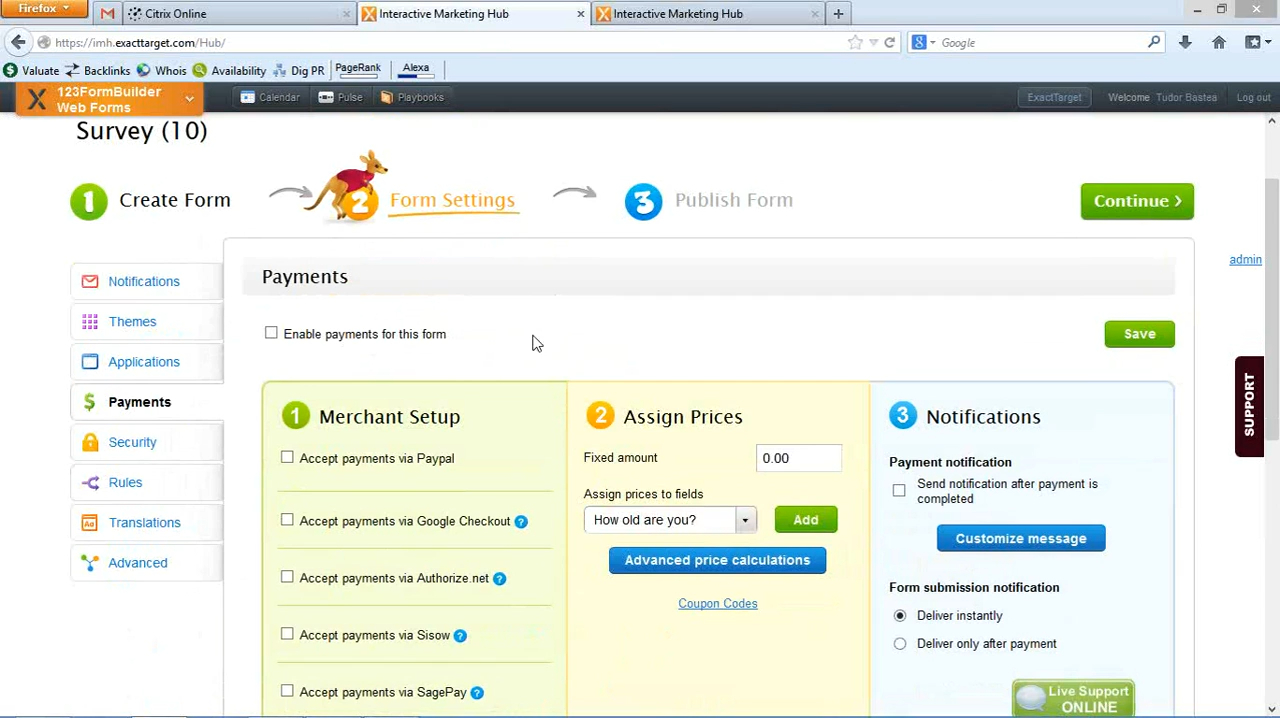 Firefox
Citrix Online
Interactive Marketing Hub
Interactive Marketing Hub
https://imh.exacttarget.com/Hub/
Google
Valuate
Backlinks
Whois
Availability
Dig PR
PageRank
Alexa
123FormBuilder
Web Forms
Calendar
Pulse
Playbooks
ExactTarget
Welcome Tudor Bastea
Log out
Survey (10)
1 Create Form
2 Form Settings
3 Publish Form
Continue >
admin
Notifications
Themes
Applications
Payments
Security
Rules
Translations
Advanced
Payments
Enable payments for this form
Save
1 Merchant Setup
Accept payments via Paypal
Accept payments via Google Checkout ?
Accept payments via Authorize.net ?
Accept payments via Sisow ?
Accept payments via SagePay ?
2 Assign Prices
Fixed amount
0.00
Assign prices to fields
How old are you?
Add
Advanced price calculations
Coupon Codes
3 Notifications
Payment notification
Send notification after payment is
completed
Customize message
Form submission notification
Deliver instantly
Deliver only after payment
Live Support
ONLINE
SUPPORT